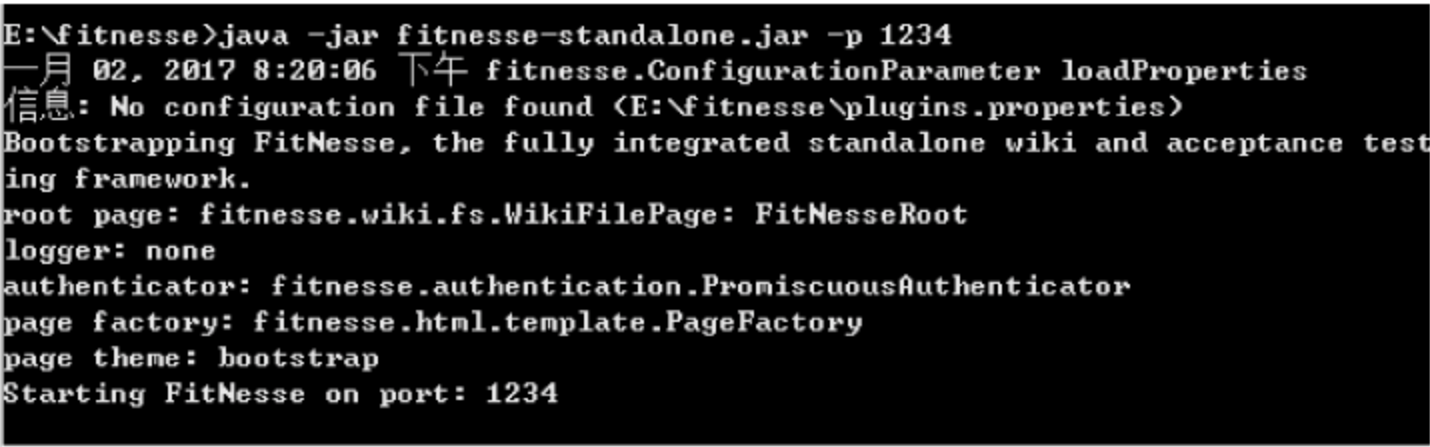 E:\fitnesse>java -jar fitnesse-standalone.jar -p 1234
一月 02, 2017 8:20:06 下午 fitnesse.ConfigurationParameter loadProperties
信息: No configuration file found (E:\fitnesse\plugins.properties)
Bootstrapping FitNesse, the fully integrated standalone wiki and acceptance test
ing framework.
root page: fitnesse.wiki.fs.WikiFilePage: FitNesseRoot
logger: none
authenticator: fitnesse.authentication.PromiscuousAuthenticator
page factory: fitnesse.html.template.PageFactory
page theme: bootstrap
Starting FitNesse on port: 1234